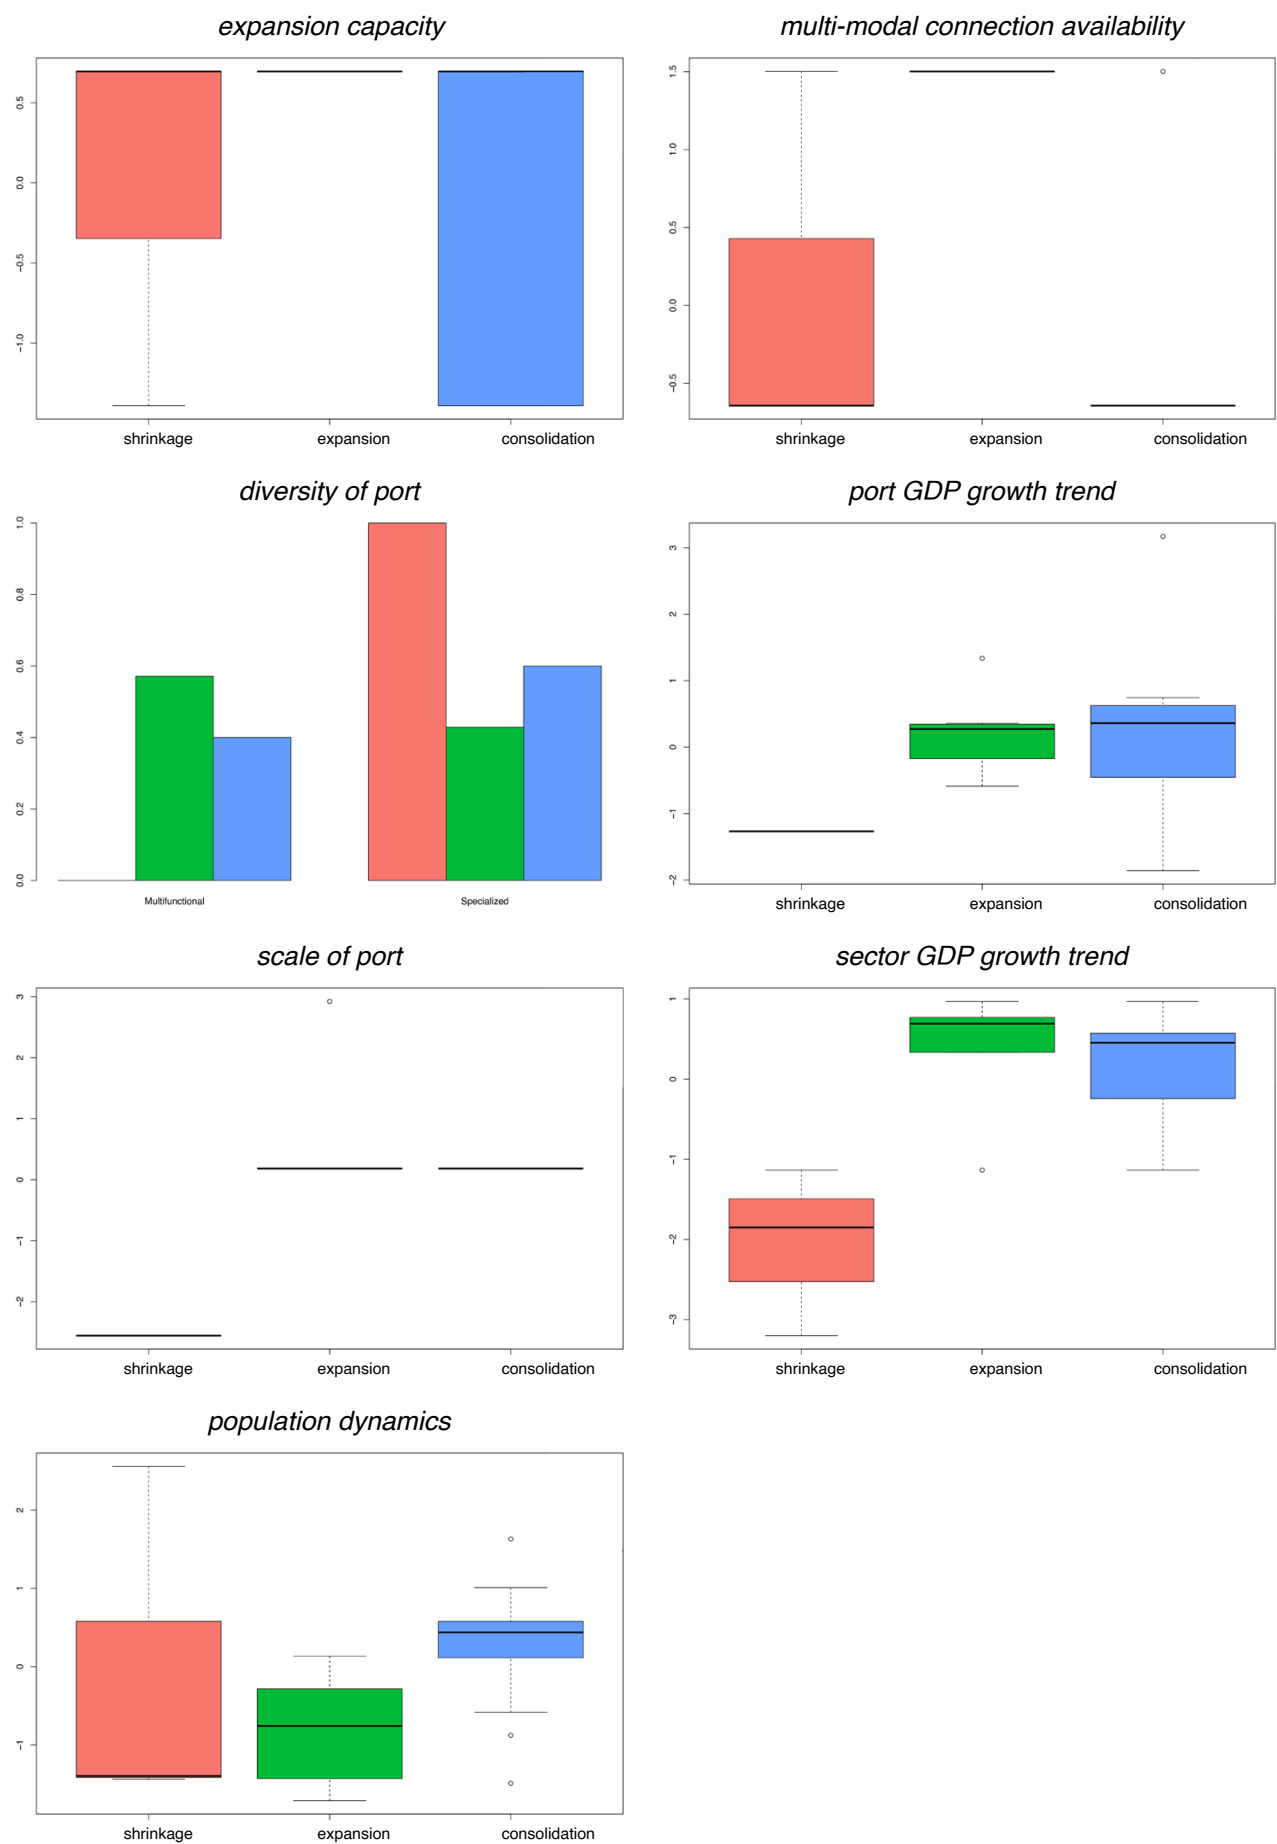 expansion capacity
0.5
0.0
-0.5
-1.0
shrinkage expansion consolidation
multi-modal connection availability
1.5
1.0
0.5
0.0
-0.5
shrinkage expansion consolidation
diversity of port
1.0
0.8
0.6
0.4
0.2
0.0
Multifunctional Specialized
port GDP growth trend
3
2
1
0
-1
-2
shrinkage expansion consolidation
scale of port
3
2
1
0
-1
-2
shrinkage expansion consolidation
sector GDP growth trend
1
0
-1
-2
-3
shrinkage expansion consolidation
population dynamics
2
1
0
-1
shrinkage expansion consolidation